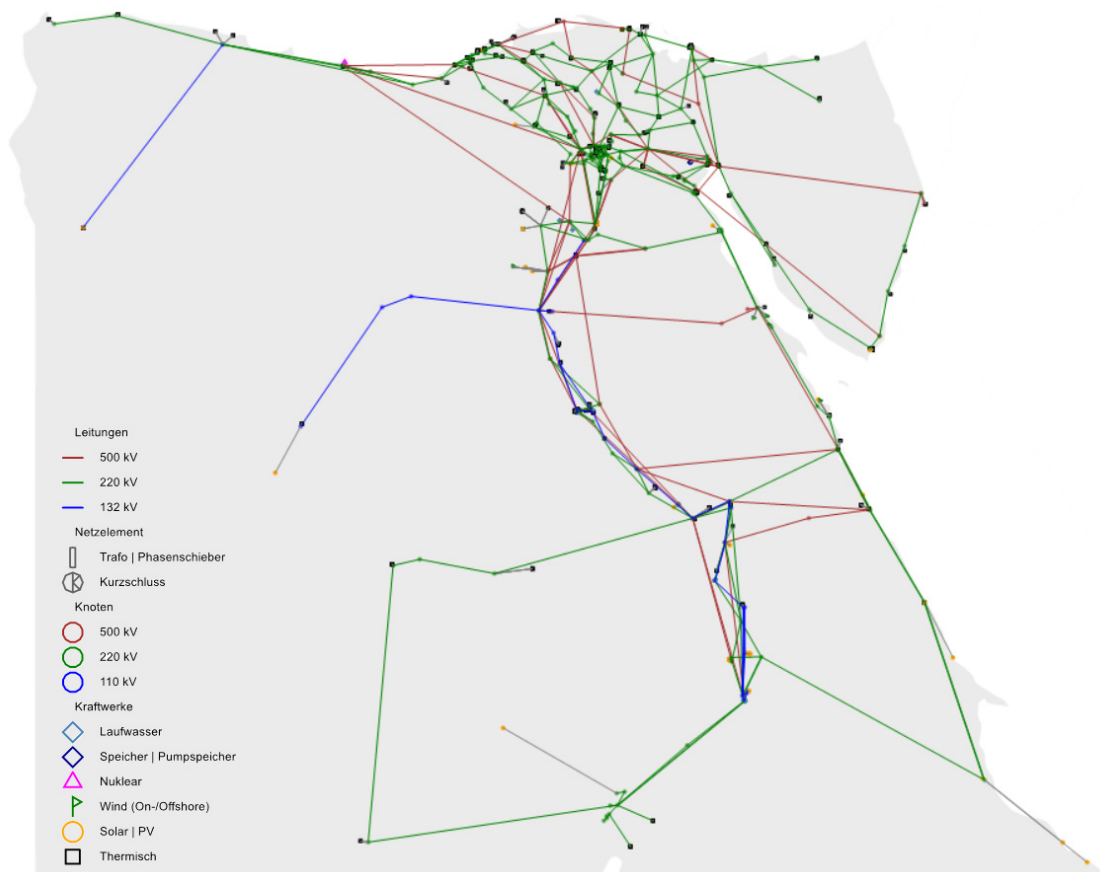 Leitungen
500 kV
220 kV
132 kV
Netzelement
Trafo | Phasenschieber
Kurzschluss
Knoten
500 kV
220 kV
110 kV
Kraftwerke
Laufwasser
Speicher | Pumpspeicher
Nuklear
Wind (On-/Offshore)
Solar | PV
Thermisch